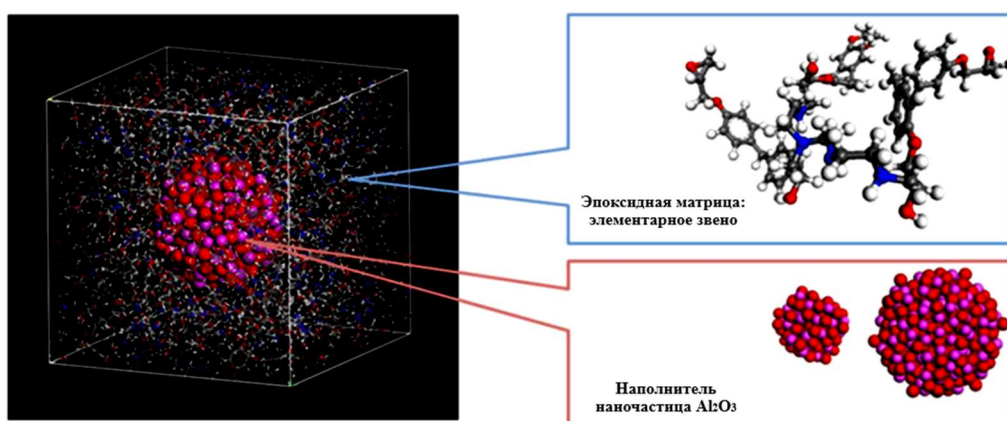 Эпоксидная матрица:
элементарное звено
Наполнитель
наночастица Al₂O₃